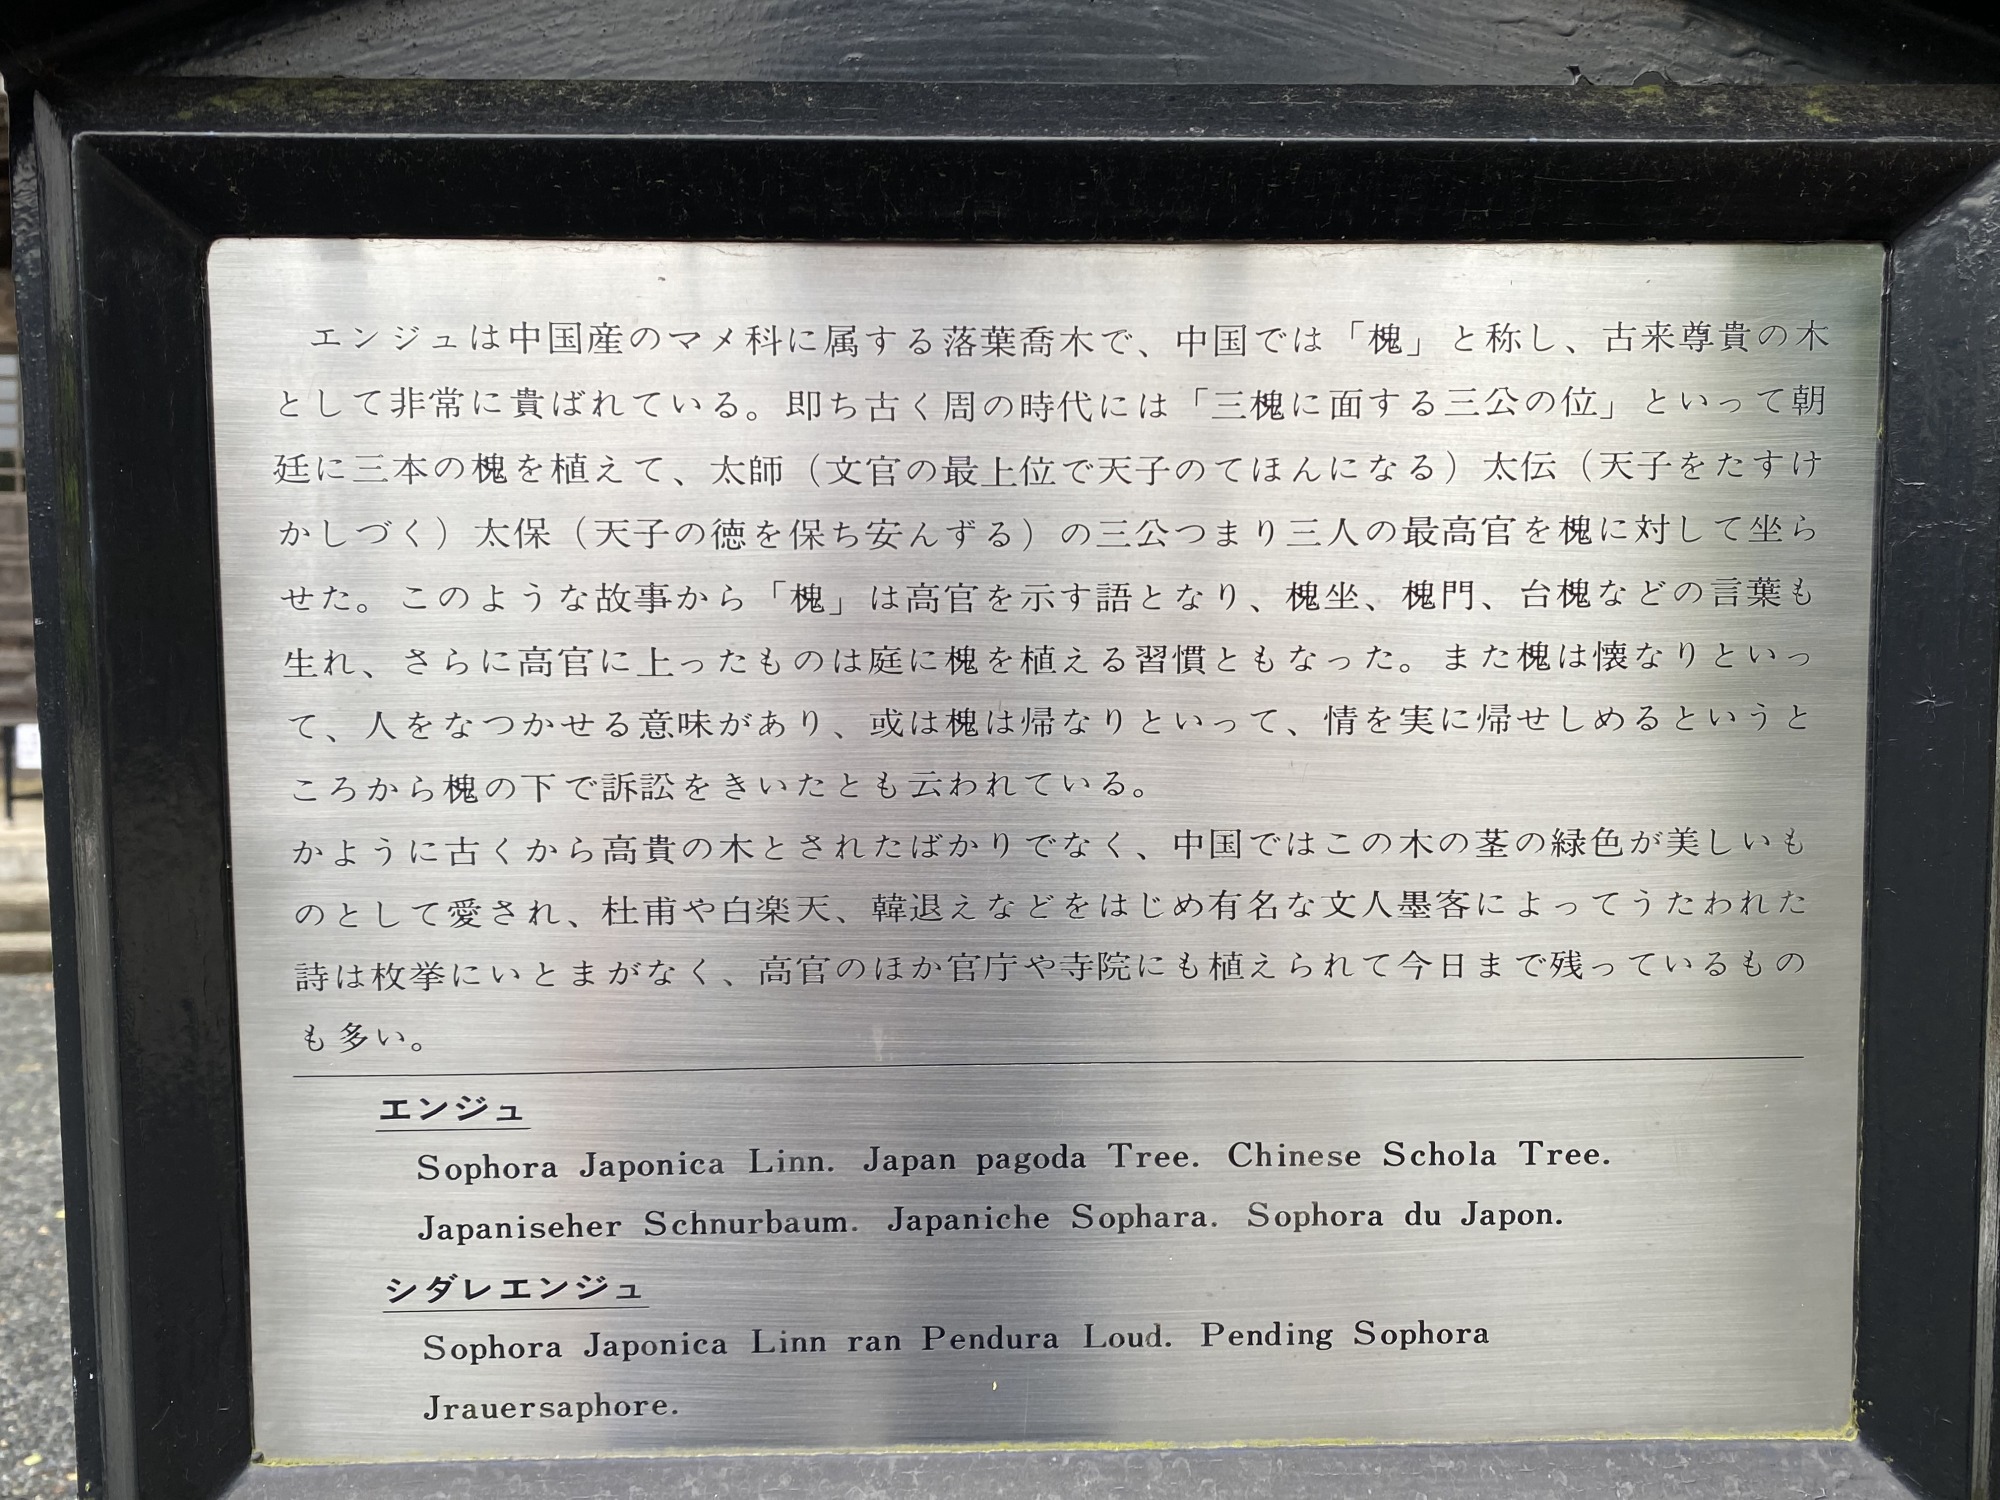 エンジュは中国産のマメ科に属する落葉喬木で、中国では「槐」と称し、古来尊貴の木
として非常に貴ばれている。即ち古く周の時代には「三槐に面する三公の位」といって朝
廷に三本の槐を植えて、太師（文官の最上位で天子のてほんになる）太伝（天子をたすけ
かしづく）太保（天子の徳を保ち安んずる）の三公つまり三人の最高官を槐に対して坐ら
せた。このような故事から「槐」は高官を示す語となり、槐坐、槐門、台槐などの言葉も
生れ、さらに高官に上ったものは庭に槐を植える習慣ともなった。また槐は懐なりといっ
て、人をなつかせる意味があり、或は槐は帰なりといって、情を実に帰せしめるというと
ころから槐の下で訴訟をきいたとも云われている。
かように古くから高貴の木とされたばかりでなく、中国ではこの木の茎の緑色が美しいも
のとして愛され、杜甫や白楽天、韓退えなどをはじめ有名な文人墨客によってうたわれた
詩は枚挙にいとまがなく、高官のほか官庁や寺院にも植えられて今日まで残っているもの
も多い。
エンジュ
Sophora Japonica Linn. Japan pagoda Tree. Chinese Schola Tree.
Japaniseher Schnurbaum. Japaniche Sophara. Sophora du Japon.
シダレエンジュ
Sophora Japonica Linn ran Pendura Loud. Pending Sophora
Jrauersaphore.